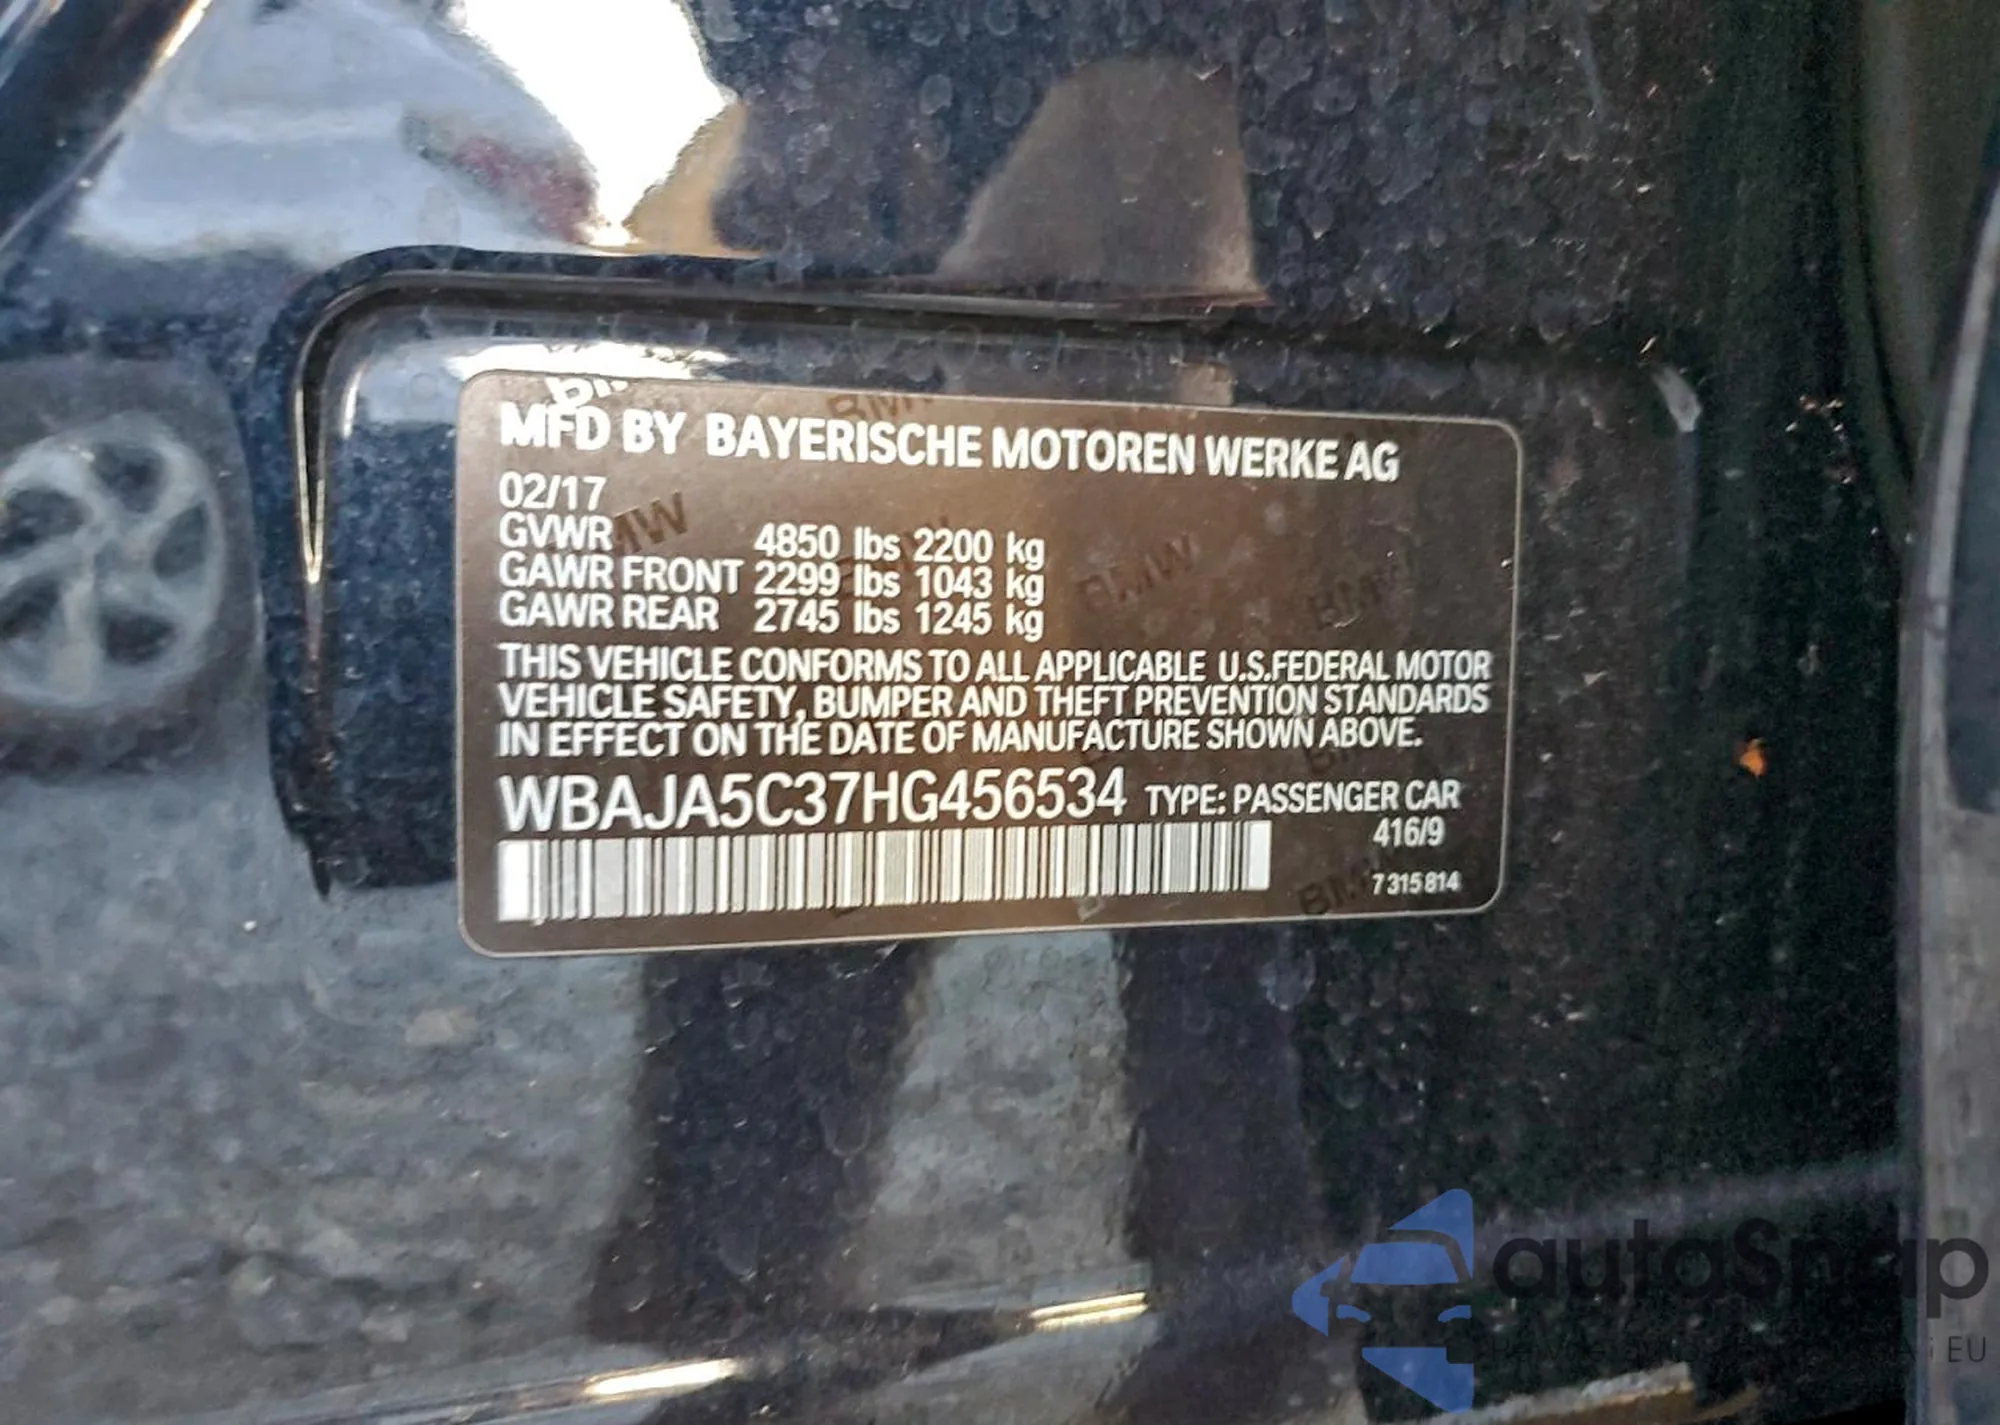 MFD BY BAYERISCHE MOTOREN WERKE AG
02/17
GVWR 4850 lbs 2200 kg
GAWR FRONT 2299 lbs 1043 kg
GAWR REAR 2745 lbs 1245 kg
THIS VEHICLE CONFORMS TO ALL APPLICABLE U.S.FEDERAL MOTOR
VEHICLE SAFETY, BUMPER AND THEFT PREVENTION STANDARDS
IN EFFECT ON THE DATE OF MANUFACTURE SHOWN ABOVE.
WBAJA5C37HG456534 TYPE: PASSENGER CAR
416/9
7 315 814
autoSnap
i EU